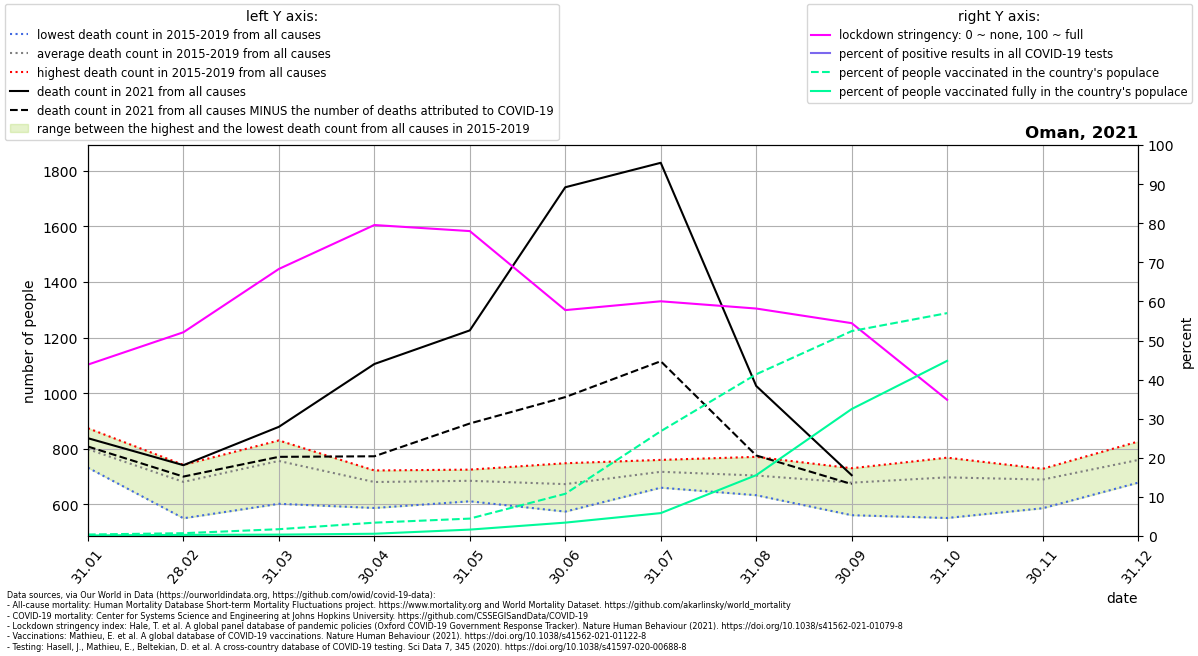 left Y axis:
lowest death count in 2015-2019 from all causes
average death count in 2015-2019 from all causes
highest death count in 2015-2019 from all causes
death count in 2021 from all causes
death count in 2021 from all causes MINUS the number of deaths attributed to COVID-19
range between the highest and the lowest death count from all causes in 2015-2019
right Y axis:
lockdown stringency: 0 ~ none, 100 ~ full
percent of positive results in all COVID-19 tests
percent of people vaccinated in the country's populace
percent of people vaccinated fully in the country's populace
Oman, 2021
number of people
1800
1600
1400
1200
1000
800
600
100
90
80
70
60
50
40
30
20
10
0
percent
31.01
28.02
31.03
30.04
31.05
30.06
31.07
31.08
30.09
31.10
30.11
31.12
date
Data sources, via Our World in Data (https://ourworldindata.org, https://github.com/owid/covid-19-data):
- All-cause mortality: Human Mortality Database Short-term Mortality Fluctuations project. https://www.mortality.org and World Mortality Dataset. https://github.com/akarlinsky/world_mortality
- COVID-19 mortality: Center for Systems Science and Engineering at Johns Hopkins University. https://github.com/CSSEGISandData/COVID-19
- Lockdown stringency index: Hale, T. et al. A global panel database of pandemic policies (Oxford COVID-19 Government Response Tracker). Nature Human Behaviour (2021). https://doi.org/10.1038/s41562-021-01079-8
- Vaccinations: Mathieu, E. et al. A global database of COVID-19 vaccinations. Nature Human Behaviour (2021). https://doi.org/10.1038/s41562-021-01122-8
- Testing: Hasell, J., Mathieu, E., Beltekian, D. et al. A cross-country database of COVID-19 testing. Sci Data 7, 345 (2020). https://doi.org/10.1038/s41597-020-00688-8